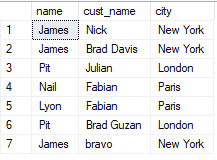 name cust_name city
1 James Nick New York
2 James Brad Davis New York
3 Pit Julian London
4 Nail Fabian Paris
5 Lyon Fabian Paris
6 Pit Brad Guzan London
7 James bravo New York